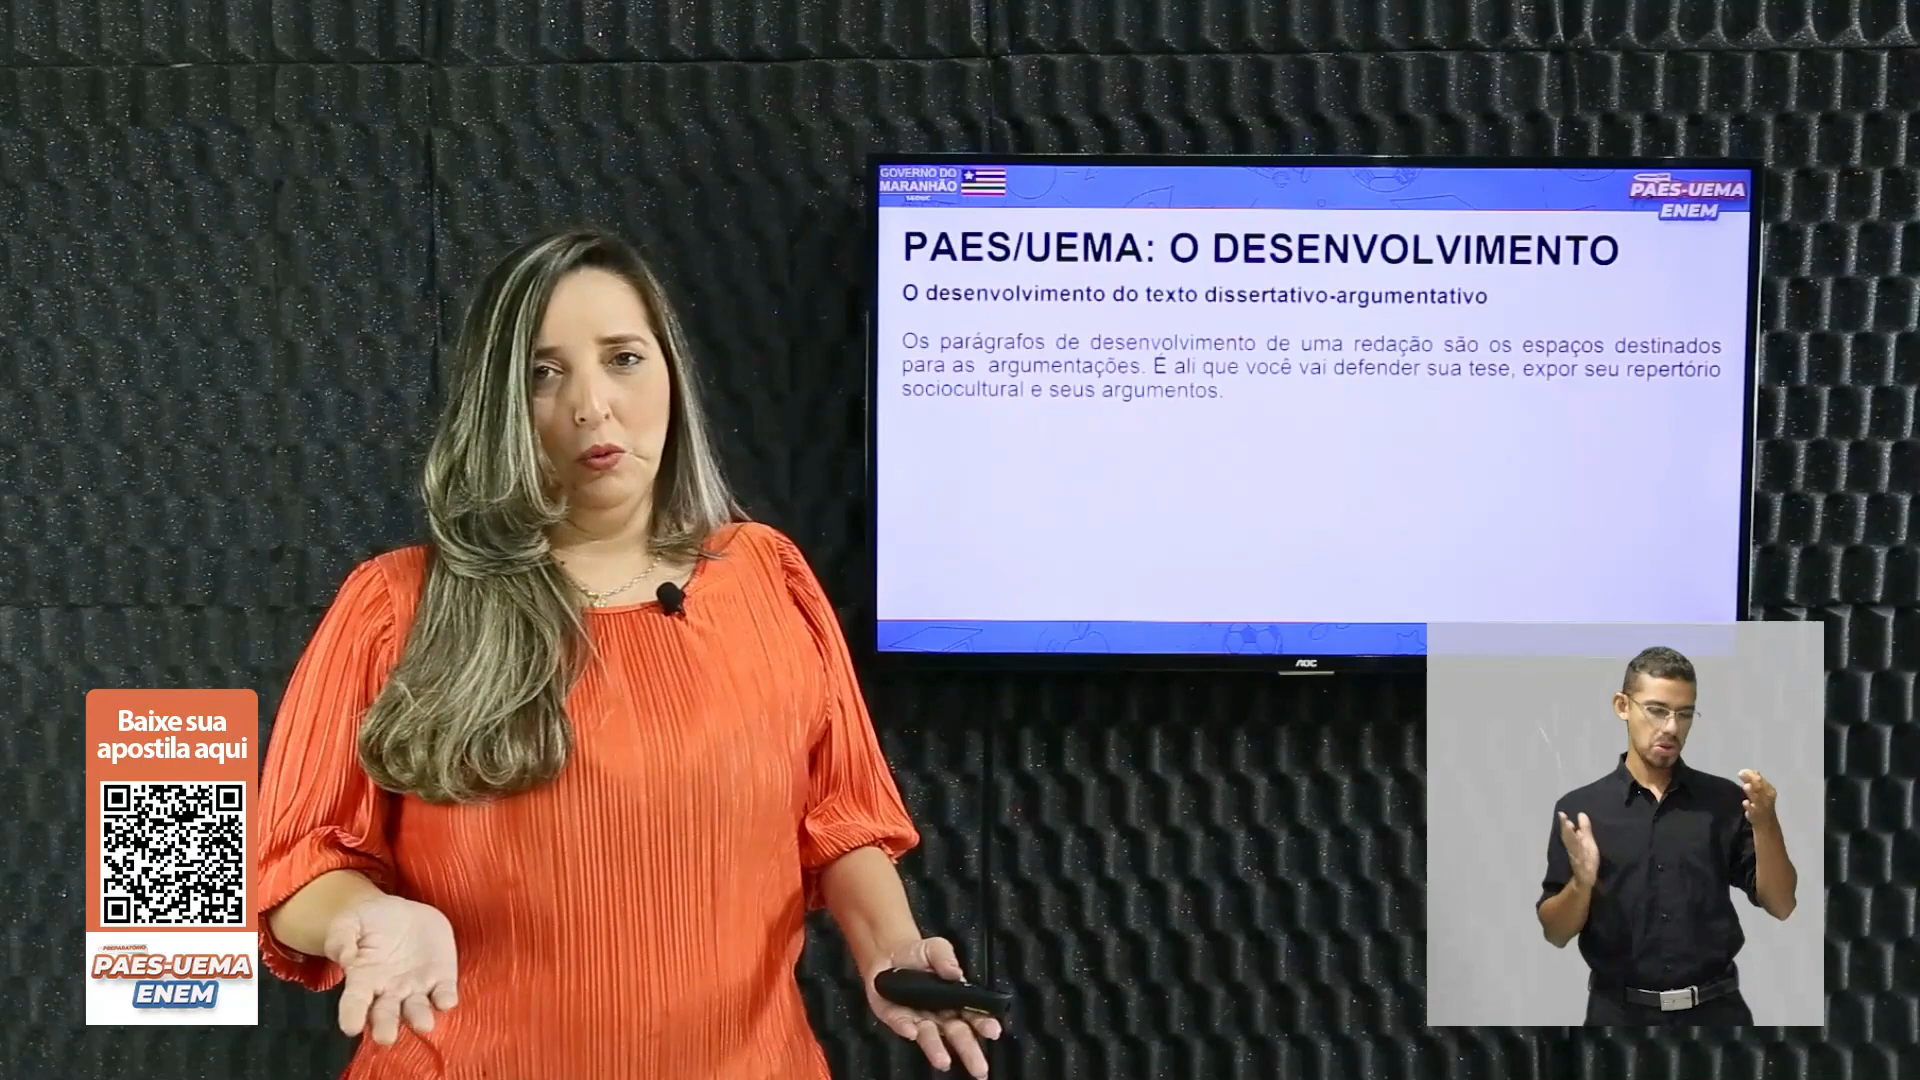 GOVERNO DO
MARANHÃO
PAES-UEMA
ENEM
PAES/UEMA: O DESENVOLVIMENTO
O desenvolvimento do texto dissertativo-argumentativo
Os parágrafos de desenvolvimento de uma redação são os espaços destinados
para as argumentações. É ali que você vai defender sua tese, expor seu repertório
sociocultural e seus argumentos.
AOC
Baixe sua
apostila aqui
PREPARATÓRIO
PAES-UEMA
ENEM